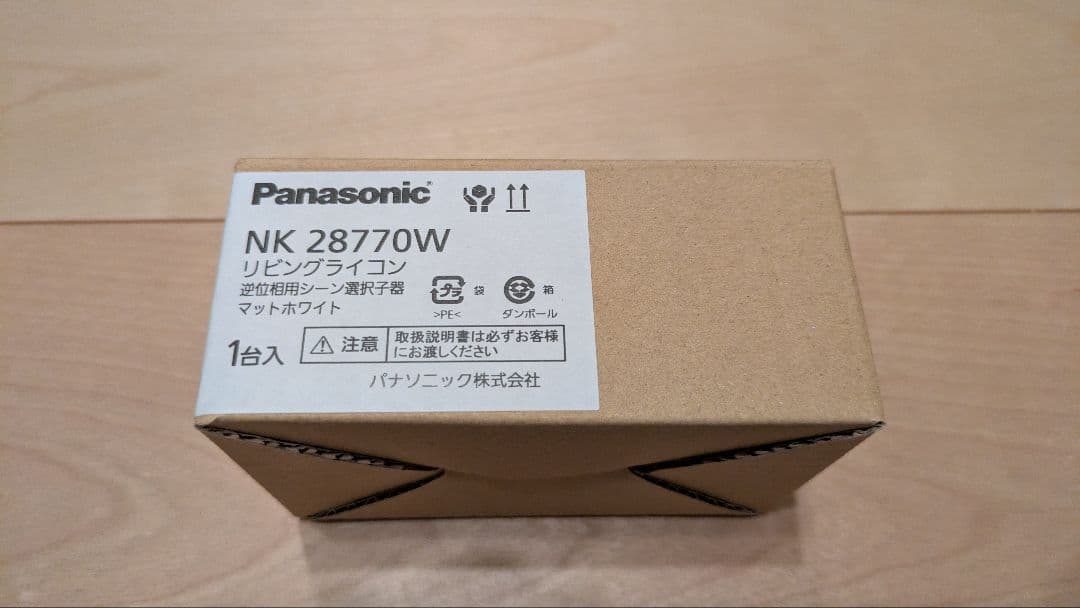 Panasonic
NK 28770W
リビングライコン
逆位相用シーン選択子器
マットホワイト
プラ 袋
>PE<
箱
ダンボール
1台入
注意
取扱説明書は必ずお客様
にお渡しください
パナソニック株式会社